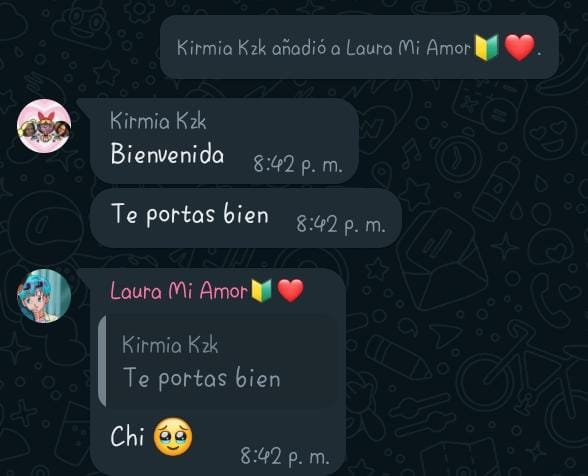 Kirmia Kzk añadió a Laura Mi Amor🔰❤️.
Kirmia Kzk
Bienvenida 8:42 p. m.
Te portas bien 8:42 p. m.
Laura Mi Amor🔰❤️
Kirmia Kzk
Te portas bien
Chi 🥹
8:42 p. m.